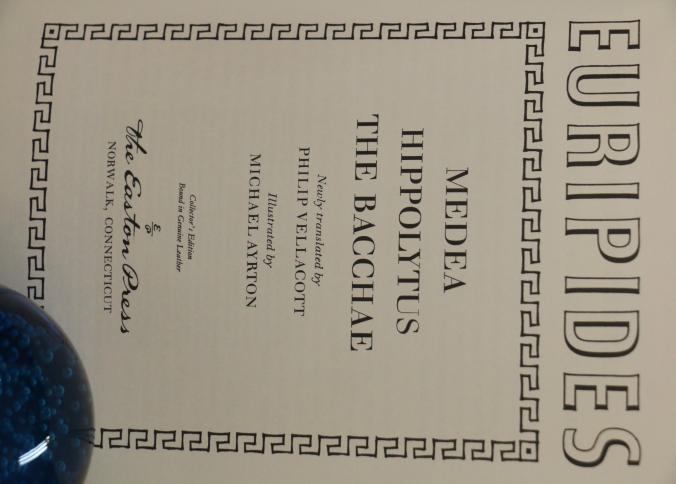 EURIPIDES
MEDEA
HIPPOLYTUS
THE BACCHAE
Newly translated by
PHILIP VELLACOTT
Illustrated by
MICHAEL AYRTON
Collector's Edition
Bound in Genuine Leather
EP
The Easton Press
NORWALK, CONNECTICUT